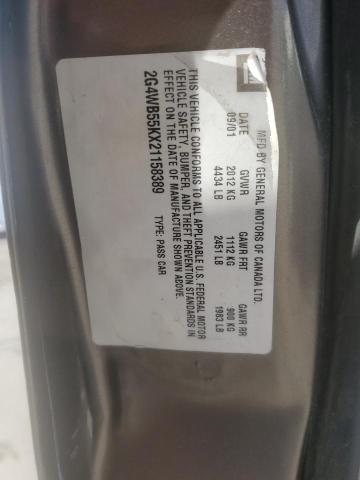 MFD BY GENERAL MOTORS OF CANADA LTD.
DATE GVWR GAWR FRT GAWR RR
09/01 2012 KG 1112 KG 900 KG
4434 LB 2451 LB 1983 LB
THIS VEHICLE CONFORMS TO ALL APPLICABLE U.S. FEDERAL MOTOR
VEHICLE SAFETY, BUMPER, AND THEFT PREVENTION STANDARDS IN
EFFECT ON THE DATE OF MANUFACTURE SHOWN ABOVE.
2G4WB55KX21158389 TYPE: PASS CAR